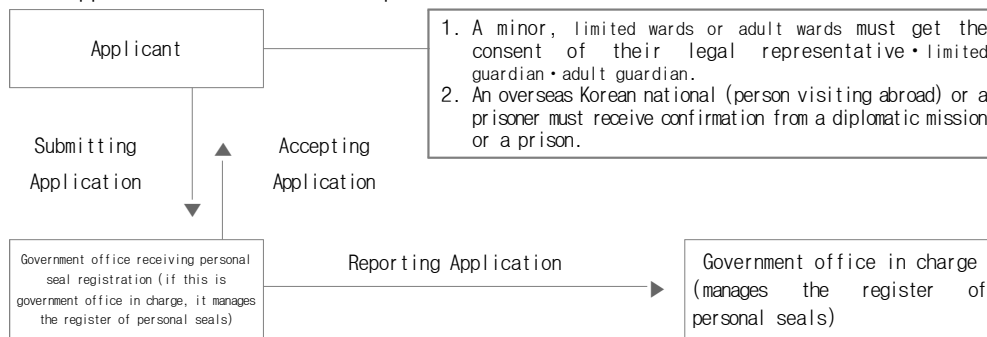 Applicant
1. A minor, limited wards or adult wards must get the
consent of their legal representative・limited
guardian・adult guardian.
2. An overseas Korean national (person visiting abroad) or a
prisoner must receive confirmation from a diplomatic mission
or a prison.
Submitting
Application
Accepting
Application
Government office receiving personal
seal registration (if this is
government office in charge, it manages
the register of personal seals)
Reporting Application
Government office in charge
(manages the register of
personal seals)